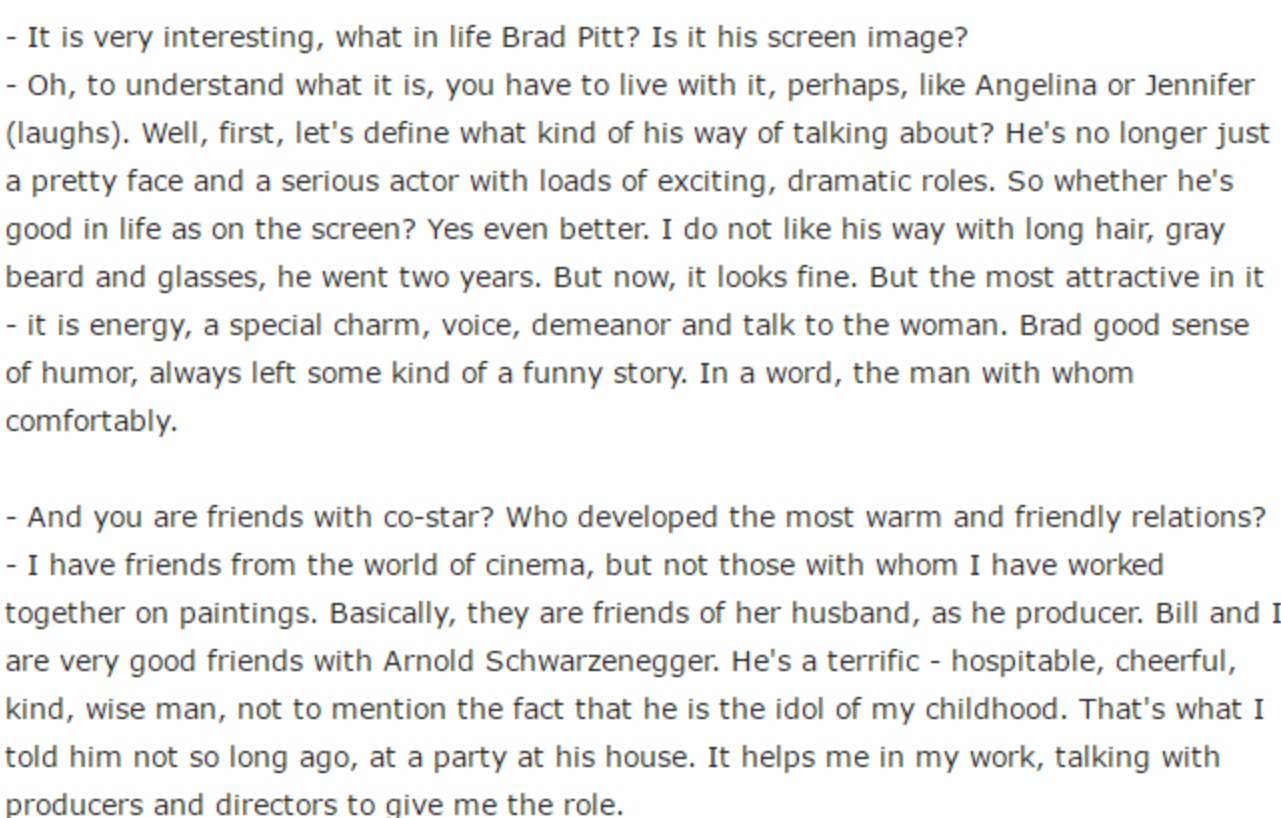 - It is very interesting, what in life Brad Pitt? Is it his screen image?
- Oh, to understand what it is, you have to live with it, perhaps, like Angelina or Jennifer
(laughs). Well, first, let's define what kind of his way of talking about? He's no longer just
a pretty face and a serious actor with loads of exciting, dramatic roles. So whether he's
good in life as on the screen? Yes even better. I do not like his way with long hair, gray
beard and glasses, he went two years. But now, it looks fine. But the most attractive in it
- it is energy, a special charm, voice, demeanor and talk to the woman. Brad good sense
of humor, always left some kind of a funny story. In a word, the man with whom
comfortably.
- And you are friends with co-star? Who developed the most warm and friendly relations?
- I have friends from the world of cinema, but not those with whom I have worked
together on paintings. Basically, they are friends of her husband, as he producer. Bill and I
are very good friends with Arnold Schwarzenegger. He's a terrific - hospitable, cheerful,
kind, wise man, not to mention the fact that he is the idol of my childhood. That's what I
told him not so long ago, at a party at his house. It helps me in my work, talking with
producers and directors to give me the role.